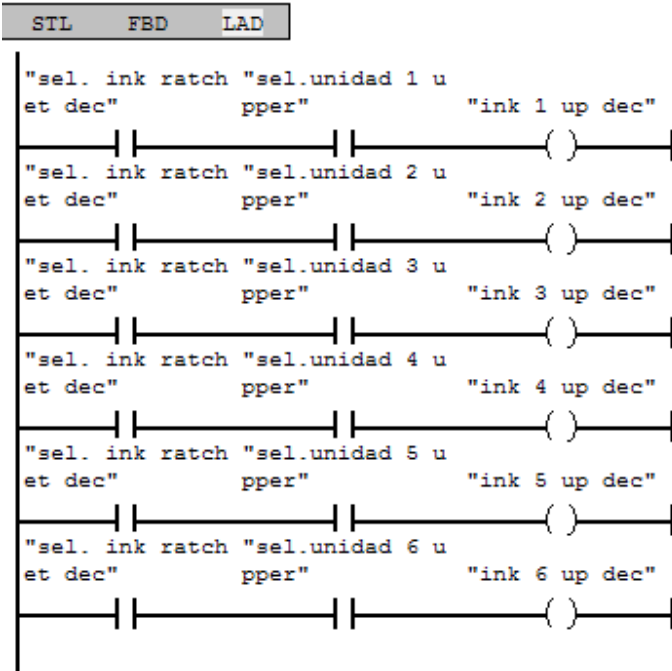 STL FBD LAD
"sel. ink ratch "sel.unidad 1 u
et dec" pper" "ink 1 up dec"
"sel. ink ratch "sel.unidad 2 u
et dec" pper" "ink 2 up dec"
"sel. ink ratch "sel.unidad 3 u
et dec" pper" "ink 3 up dec"
"sel. ink ratch "sel.unidad 4 u
et dec" pper" "ink 4 up dec"
"sel. ink ratch "sel.unidad 5 u
et dec" pper" "ink 5 up dec"
"sel. ink ratch "sel.unidad 6 u
et dec" pper" "ink 6 up dec"